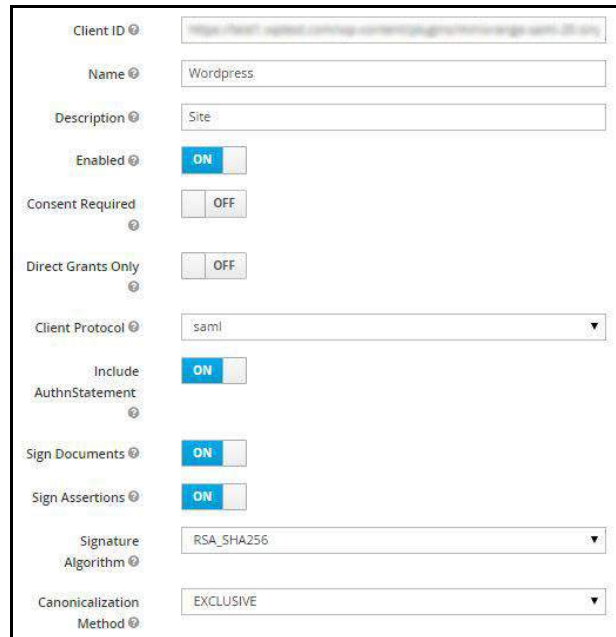 Client ID
Name Wordpress
Description Site
Enabled ON
Consent Required OFF
Direct Grants Only OFF
Client Protocol saml
Include ON
AuthnStatement
Sign Documents ON
Sign Assertions ON
Signature RSA_SHA256
Algorithm
Canonicalization EXCLUSIVE
Method